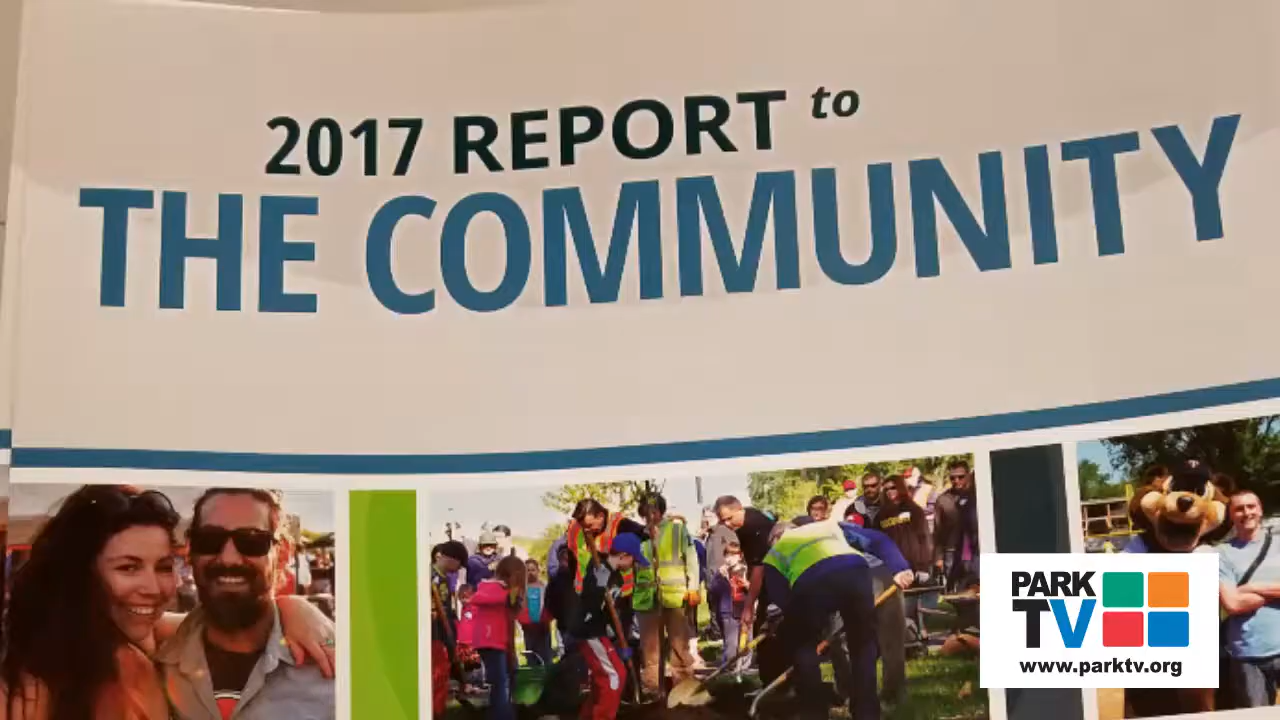 2017 REPORT to
THE COMMUNITY
PARK
TV
www.parktv.org